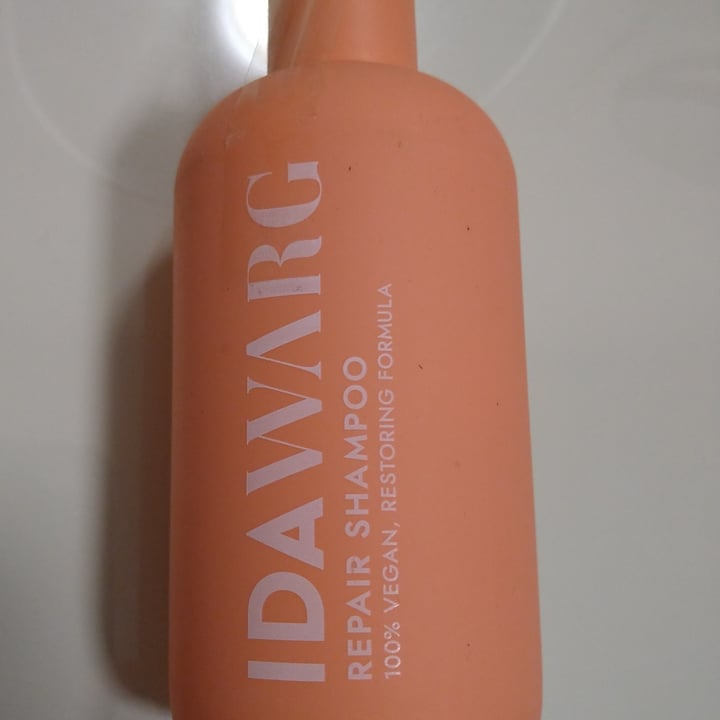 IDAWARG
REPAIR SHAMPOO
100% VEGAN, RESTORING FORMULA